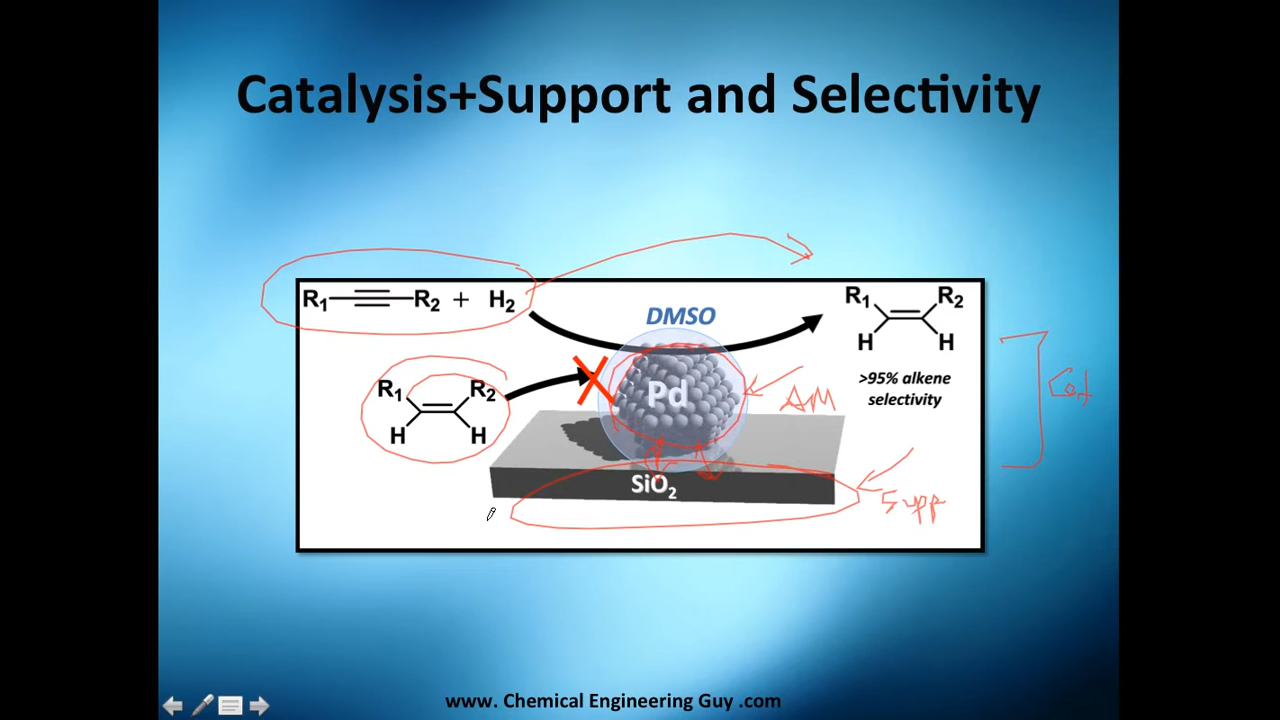 Catalysis+Support and Selectivity
R1 ≡ R2 + H2
DMSO
R1 R2
H H
>95% alkene
selectivity
R1 R2
H H
Pd
SiO2
AM
Cat
Supp
www. Chemical Engineering Guy .com